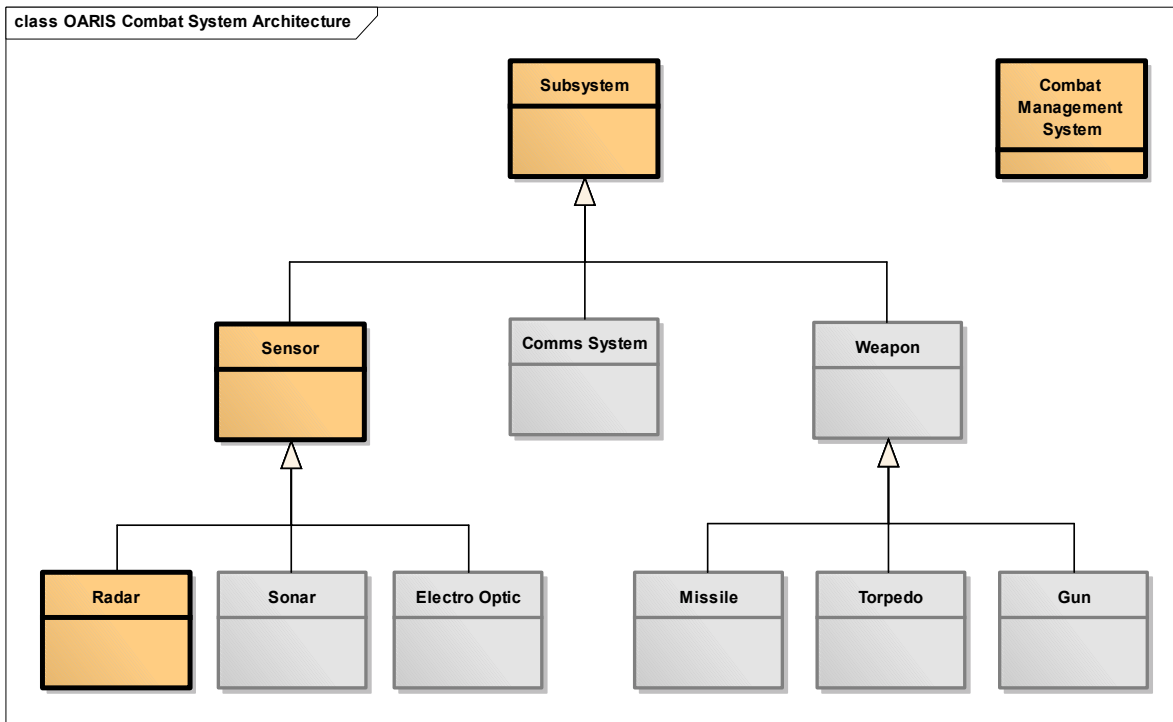 class OARIS Combat System Architecture
Subsystem
Combat
Management
System
Sensor
Comms System
Weapon
Radar
Sonar
Electro Optic
Missile
Torpedo
Gun